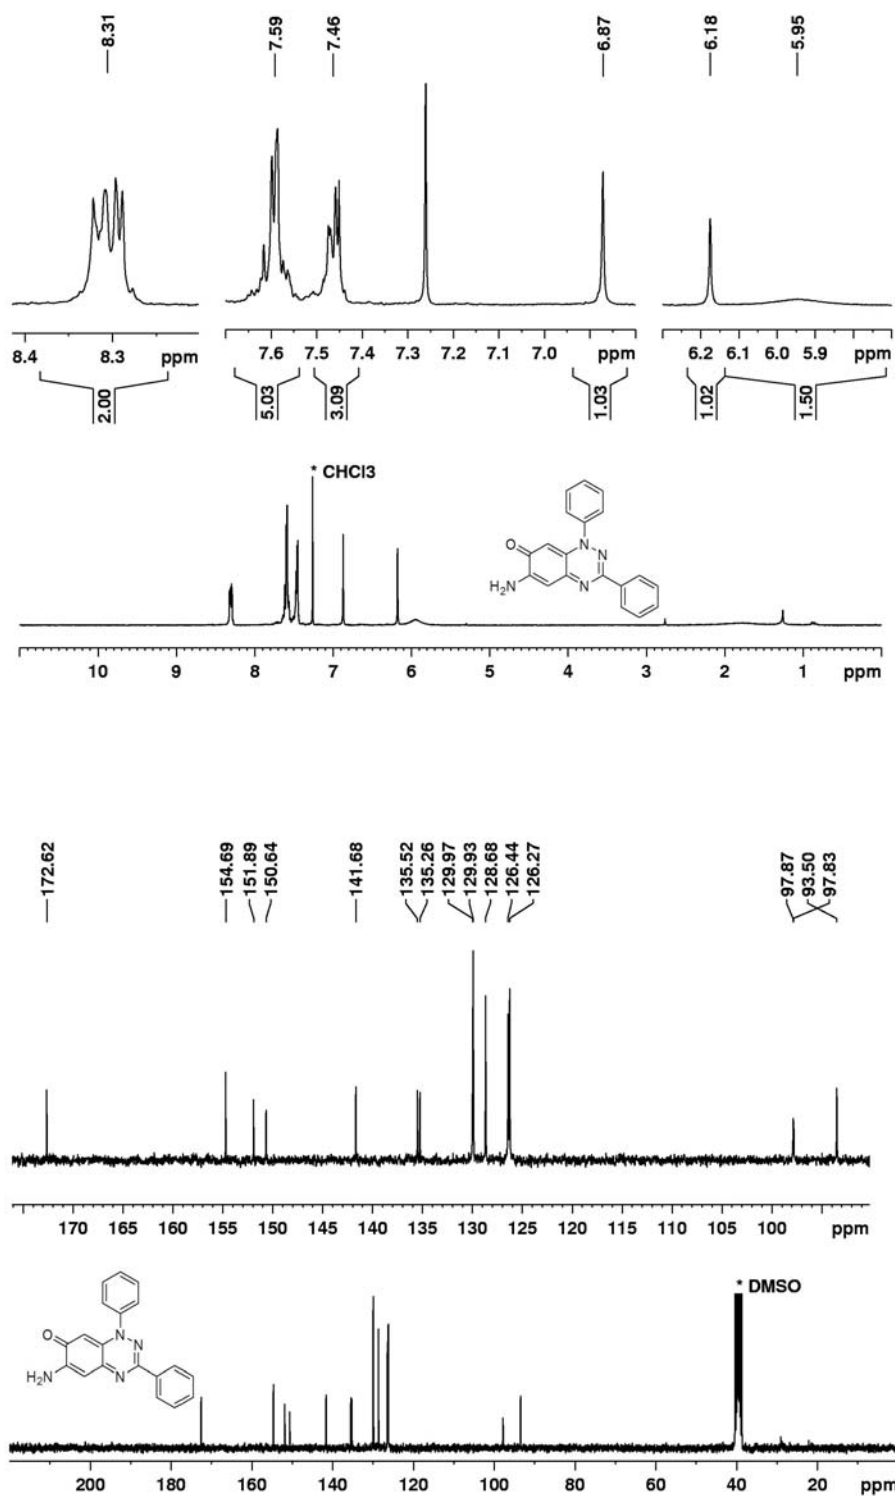 8.31
7.59
7.46
6.87
6.18
5.95
8.4 8.3 ppm
7.6 7.5 7.4 7.3 7.2 7.1 7.0
6.2 6.1 6.0 5.9 ppm
2.00
5.03
3.09
1.03
1.02
1.50
* CHCl3
N
N
N
O
H2N
10 9 8 7 6 5 4 3 2 1 ppm
172.62
154.69
151.89
150.64
141.68
135.52
135.26
129.97
129.93
128.68
126.44
126.27
97.87
93.50
97.83
170 165 160 155 150 145 140 135 130 125 120 115 110 105 100 ppm
* DMSO
N
N
N
O
H2N
200 180 160 140 120 100 80 60 40 20 ppm